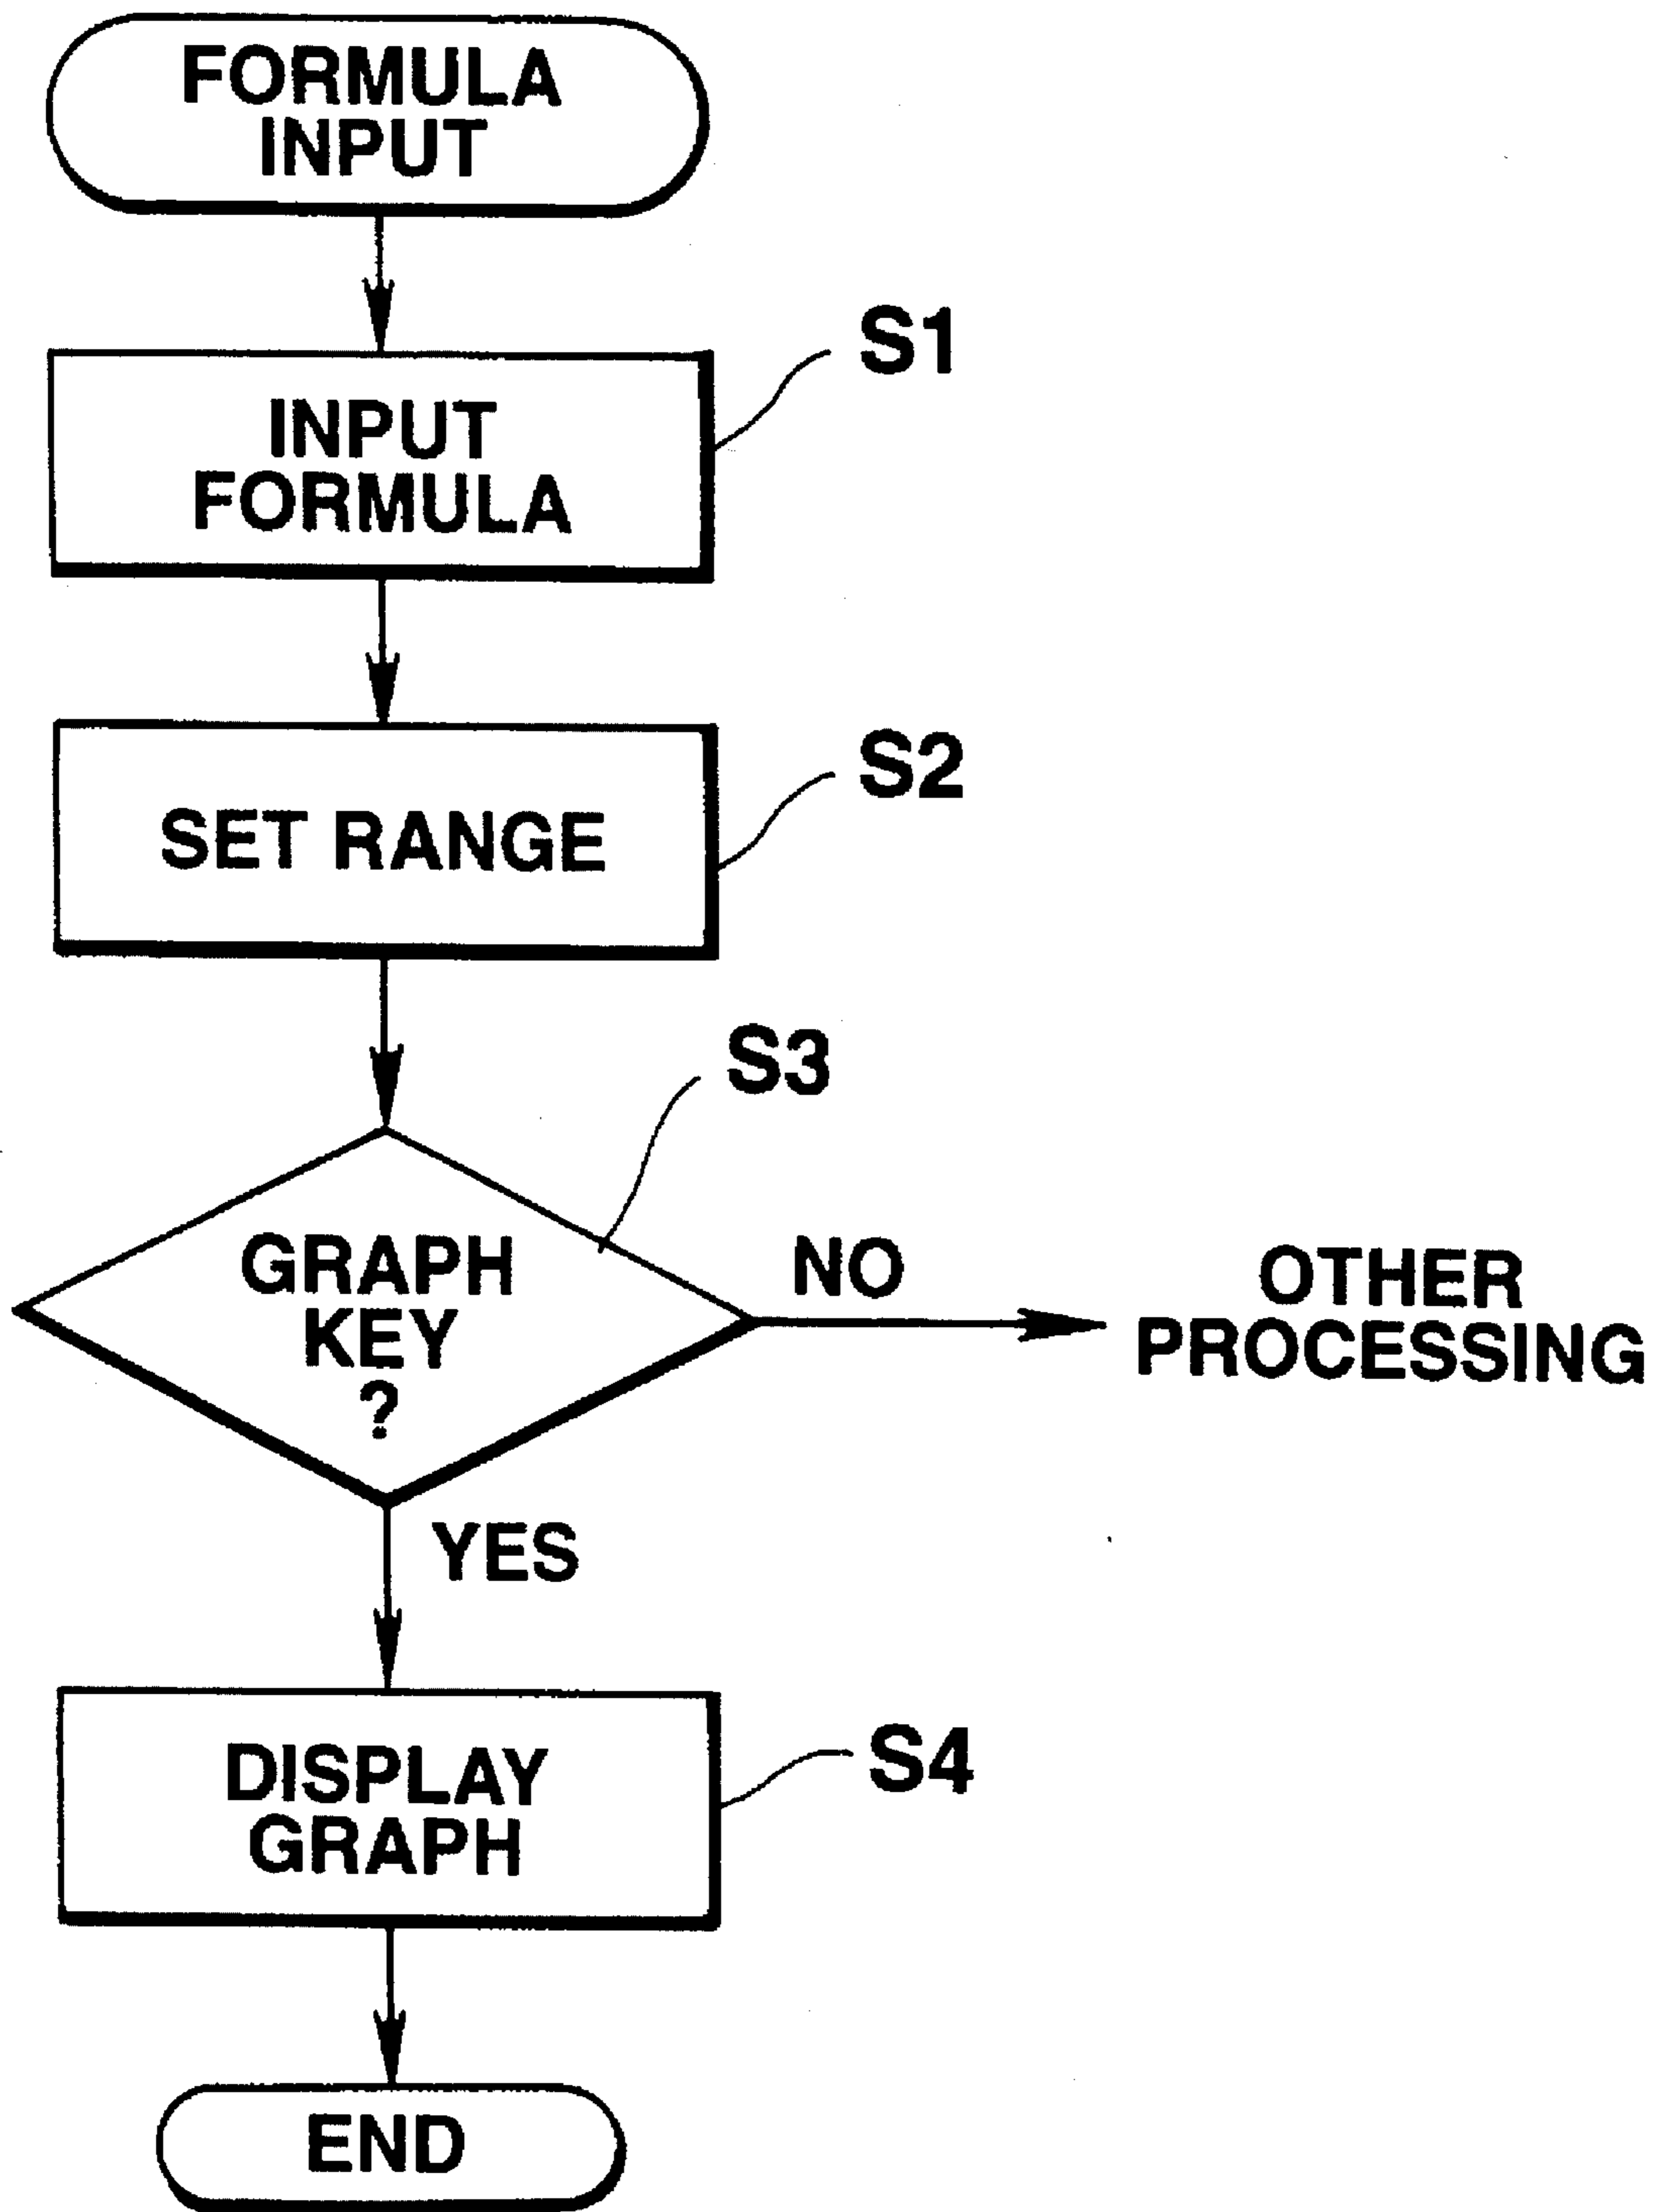 FORMULA
INPUT
S1
INPUT
FORMULA
S2
SET RANGE
S3
GRAPH
KEY
?
NO
OTHER
PROCESSING
YES
S4
DISPLAY
GRAPH
END